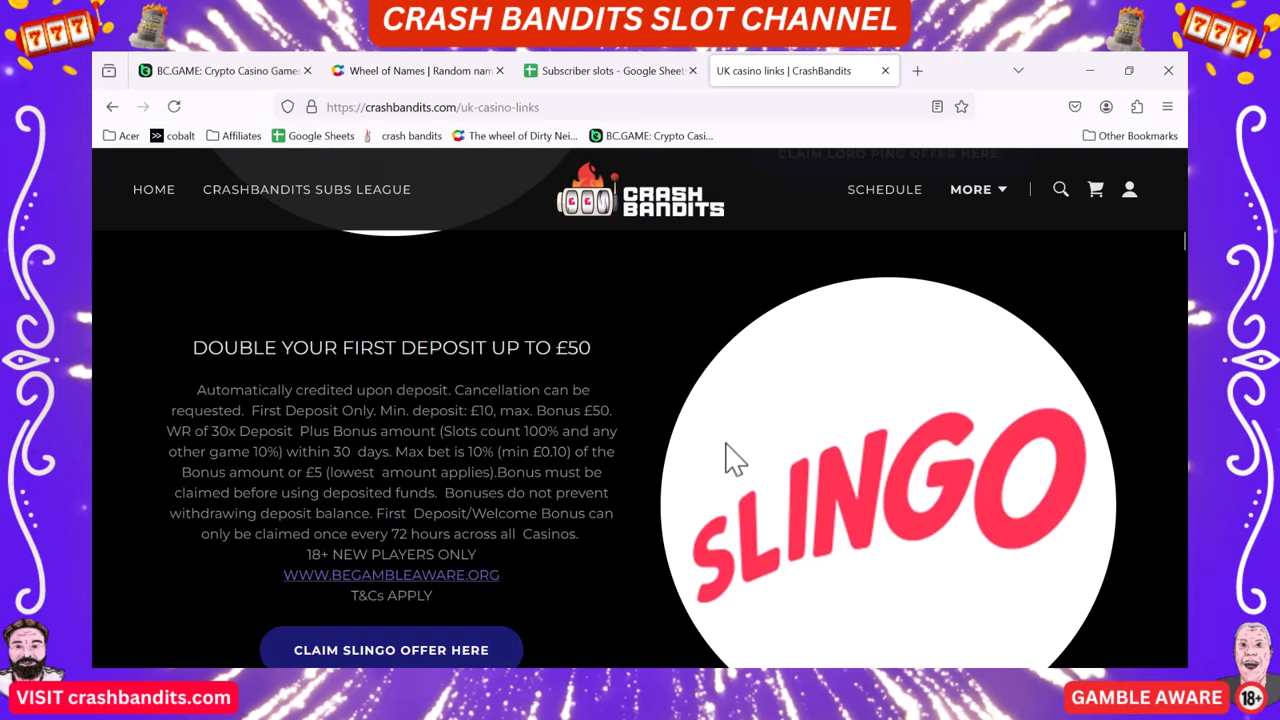 CRASH BANDITS SLOT CHANNEL
777
777
BC.GAME: Crypto Casino Game
Wheel of Names | Random nam
Subscriber slots - Google Sheet
UK casino links | CrashBandits
https://crashbandits.com/uk-casino-links
Acer
cobalt
Affiliates
Google Sheets
crash bandits
The wheel of Dirty Nei...
BC.GAME: Crypto Casi...
Other Bookmarks
CLAIM LORD PING OFFER HERE
HOME
CRASHBANDITS SUBS LEAGUE
CRASH
BANDITS
SCHEDULE
MORE
DOUBLE YOUR FIRST DEPOSIT UP TO £50
Automatically credited upon deposit. Cancellation can be
requested. First Deposit Only. Min. deposit: £10, max. Bonus £50.
WR of 30x Deposit Plus Bonus amount (Slots count 100% and any
other game 10%) within 30 days. Max bet is 10% (min £0.10) of the
Bonus amount or £5 (lowest amount applies).Bonus must be
claimed before using deposited funds. Bonuses do not prevent
withdrawing deposit balance. First Deposit/Welcome Bonus can
only be claimed once every 72 hours across all Casinos.
18+ NEW PLAYERS ONLY
WWW.BEGAMBLEAWARE.ORG
T&Cs APPLY
CLAIM SLINGO OFFER HERE
SLINGO
VISIT crashbandits.com
GAMBLE AWARE
18+